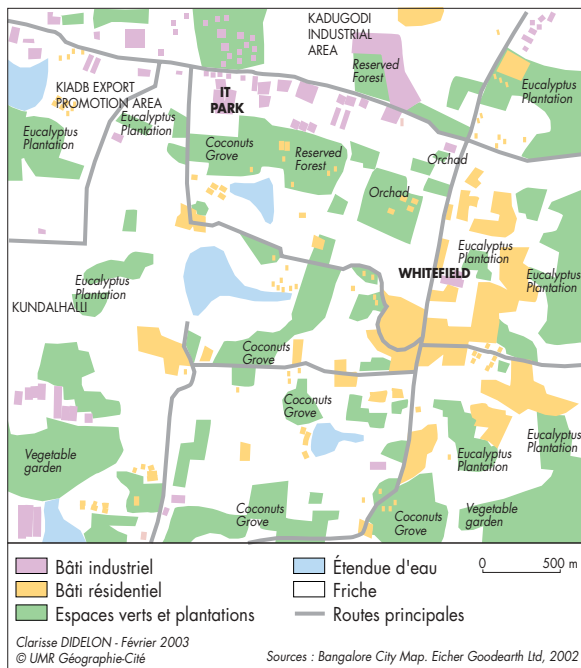 KADUGODI
INDUSTRIAL
AREA
KIADB EXPORT
PROMOTION AREA
IT
PARK
Reserved
Forest
Eucalyptus
Plantation
Eucalyptus
Plantation
Eucalyptus
Plantation
Coconuts
Grove
Reserved
Forest
Orchad
Orchad
Eucalyptus
Plantation
WHITEFIELD
Eucalyptus
Plantation
Eucalyptus
Plantation
KUNDALHALLI
Coconuts
Grove
Coconuts
Grove
Vegetable
garden
Eucalyptus
Plantation
Eucalyptus
Plantation
Coconuts
Grove
Coconuts
Grove
Vegetable
garden
Bâti industriel
Bâti résidentiel
Espaces verts et plantations
Étendue d'eau
Friche
Routes principales
0 500 m
Clarisse DIDELON - Février 2003
© UMR Géographie-Cité
Sources : Bangalore City Map. Eicher Goodearth Ltd, 2002